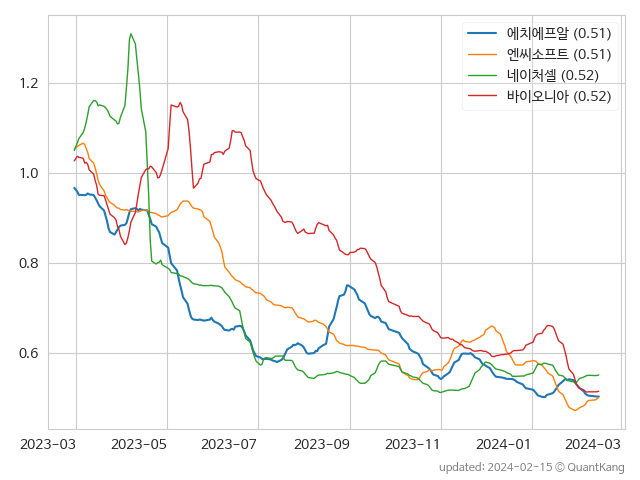 에치에프알 (0.51)
엔씨소프트 (0.51)
네이처셀 (0.52)
바이오니아 (0.52)
1.2
1.0
0.8
0.6
2023-03 2023-05 2023-07 2023-09 2023-11 2024-01 2024-03
updated: 2024-02-15 © QuantKang